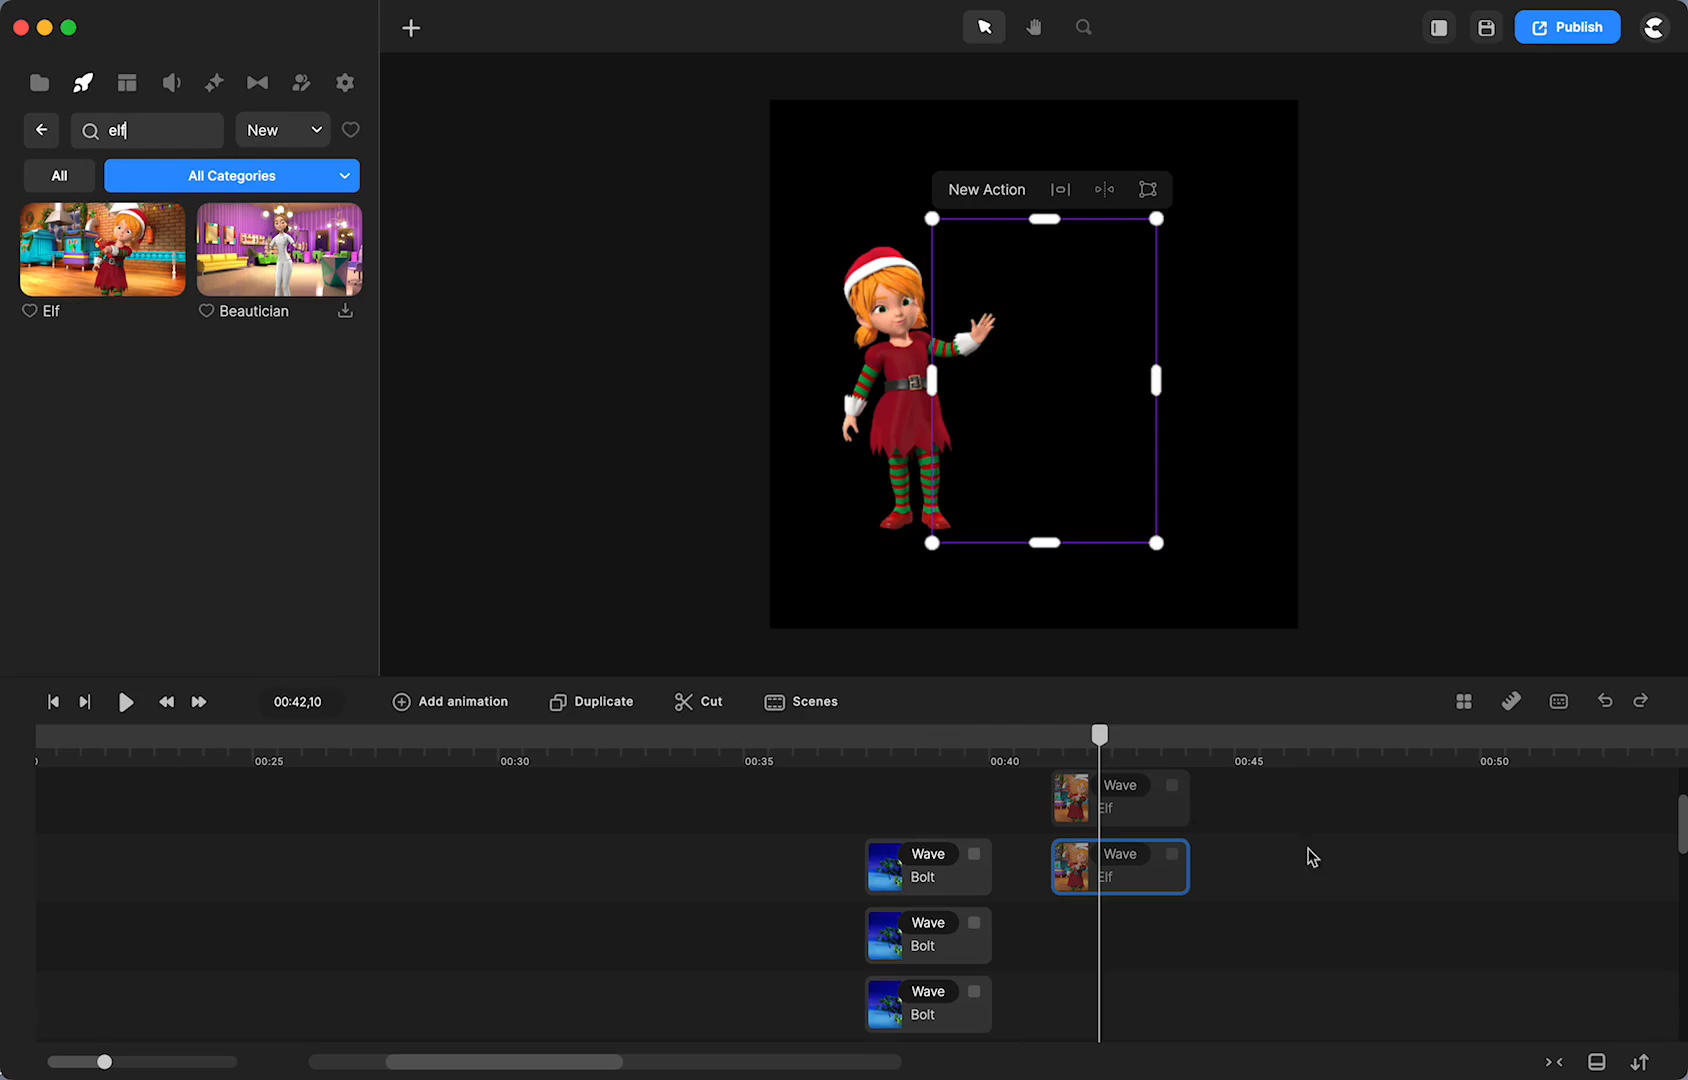 Publish
elf
New
All
All Categories
Elf
Beautician
New Action
00:42,10
Add animation
Duplicate
Cut
Scenes
00:25
00:30
00:35
00:40
00:45
00:50
Wave
Elf
Wave
Bolt
Wave
Elf
Wave
Bolt
Wave
Bolt